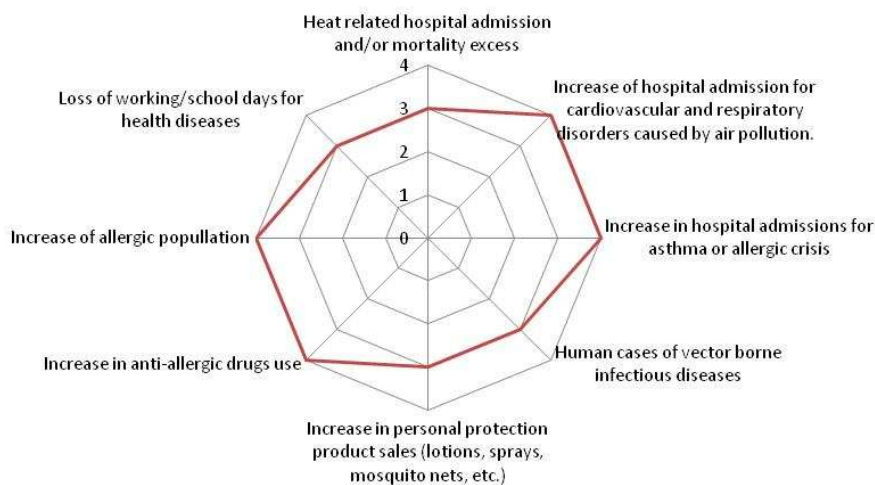 Heat related hospital admission
and/or mortality excess
4
3
2
1
0
Increase of hospital admission for
cardiovascular and respiratory
disorders caused by air pollution.
Increase in hospital admissions for
asthma or allergic crisis
Human cases of vector borne
infectious diseases
Increase in personal protection
product sales (lotions, sprays,
mosquito nets, etc.)
Increase in anti-allergic drugs use
Increase of allergic popullation
Loss of working/school days for
health diseases